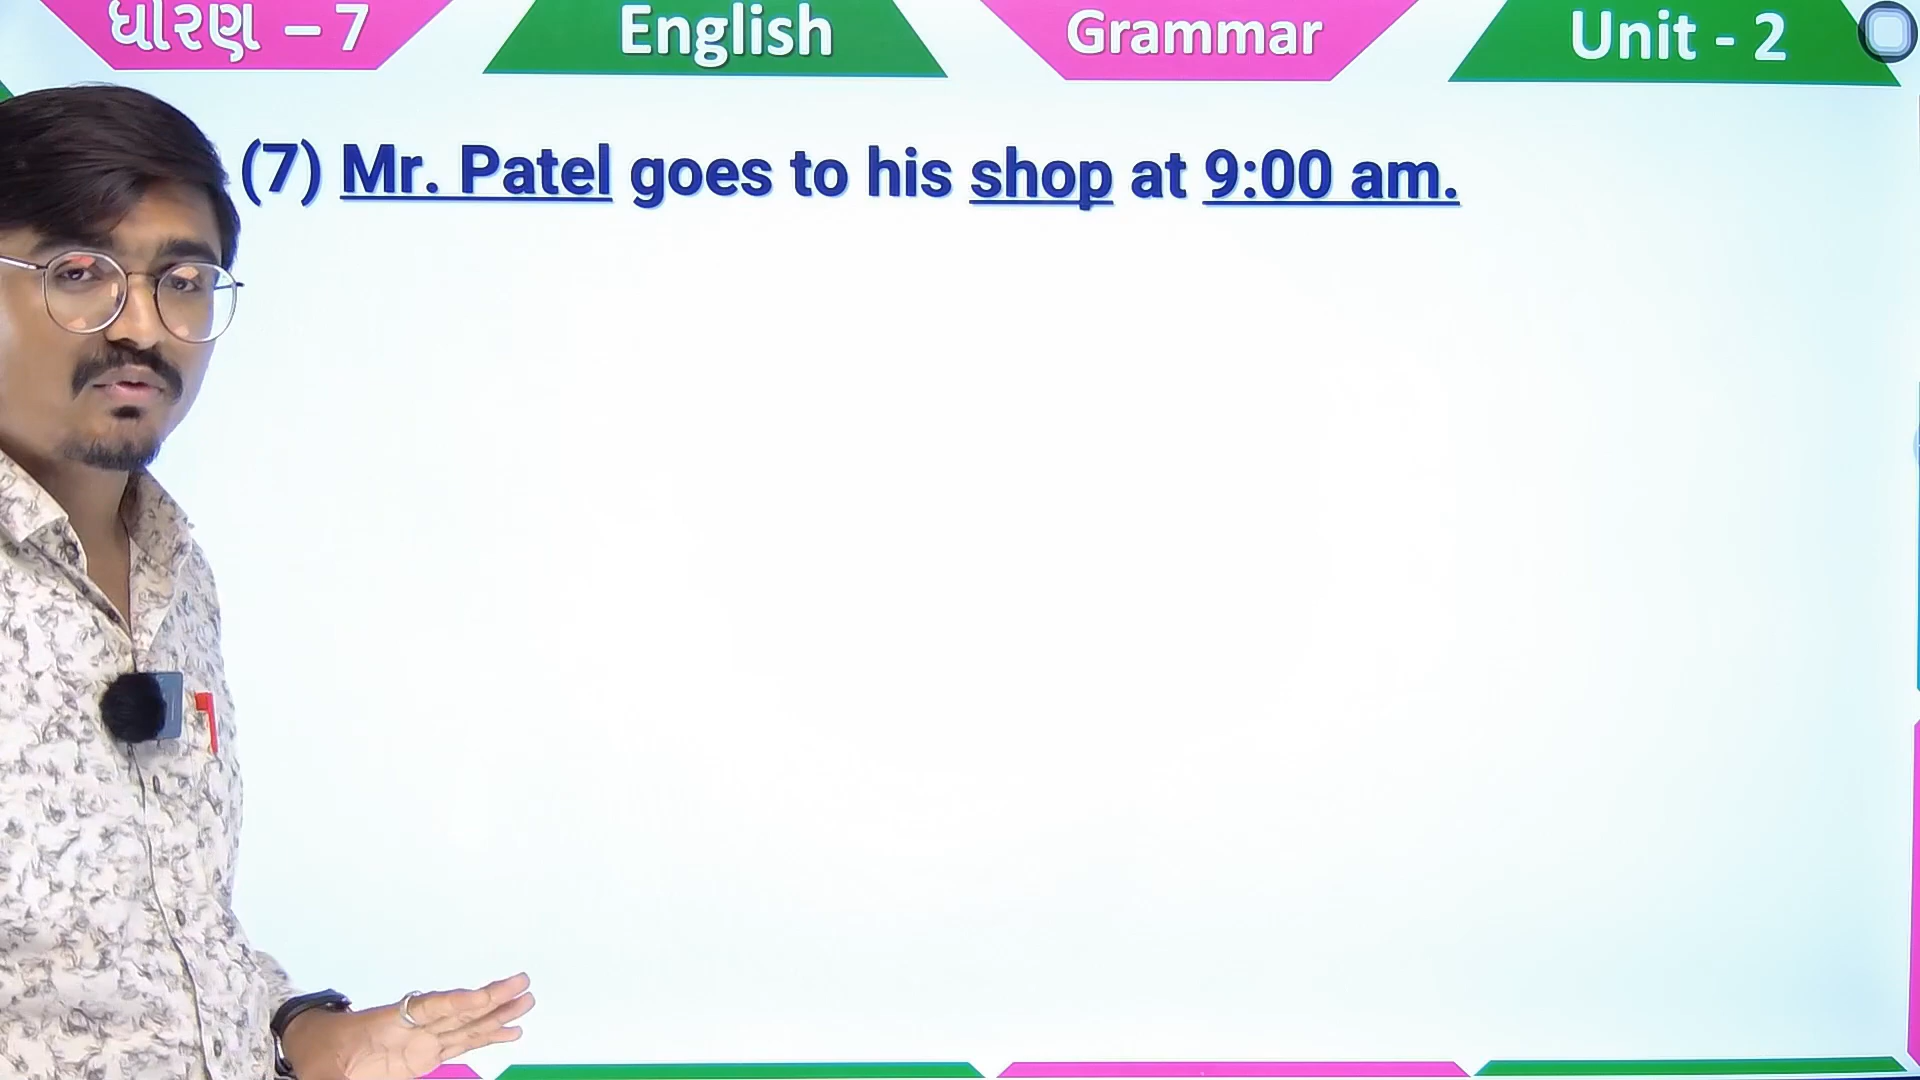 ધોરણ – 7
English
Grammar
Unit - 2
(7) Mr. Patel goes to his shop at 9:00 am.